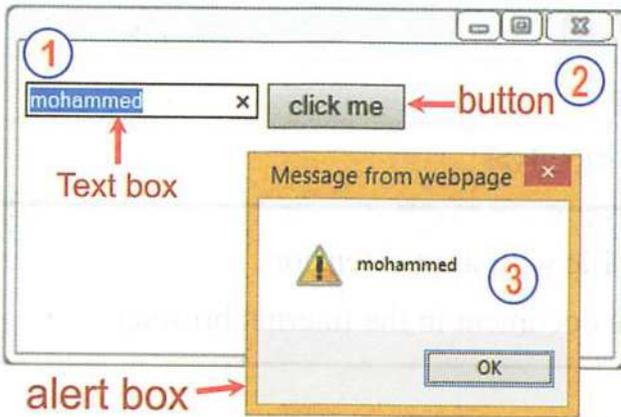 1
2
mohammed ×
click me
button
Text box
Message from webpage ×
mohammed
3
OK
alert box